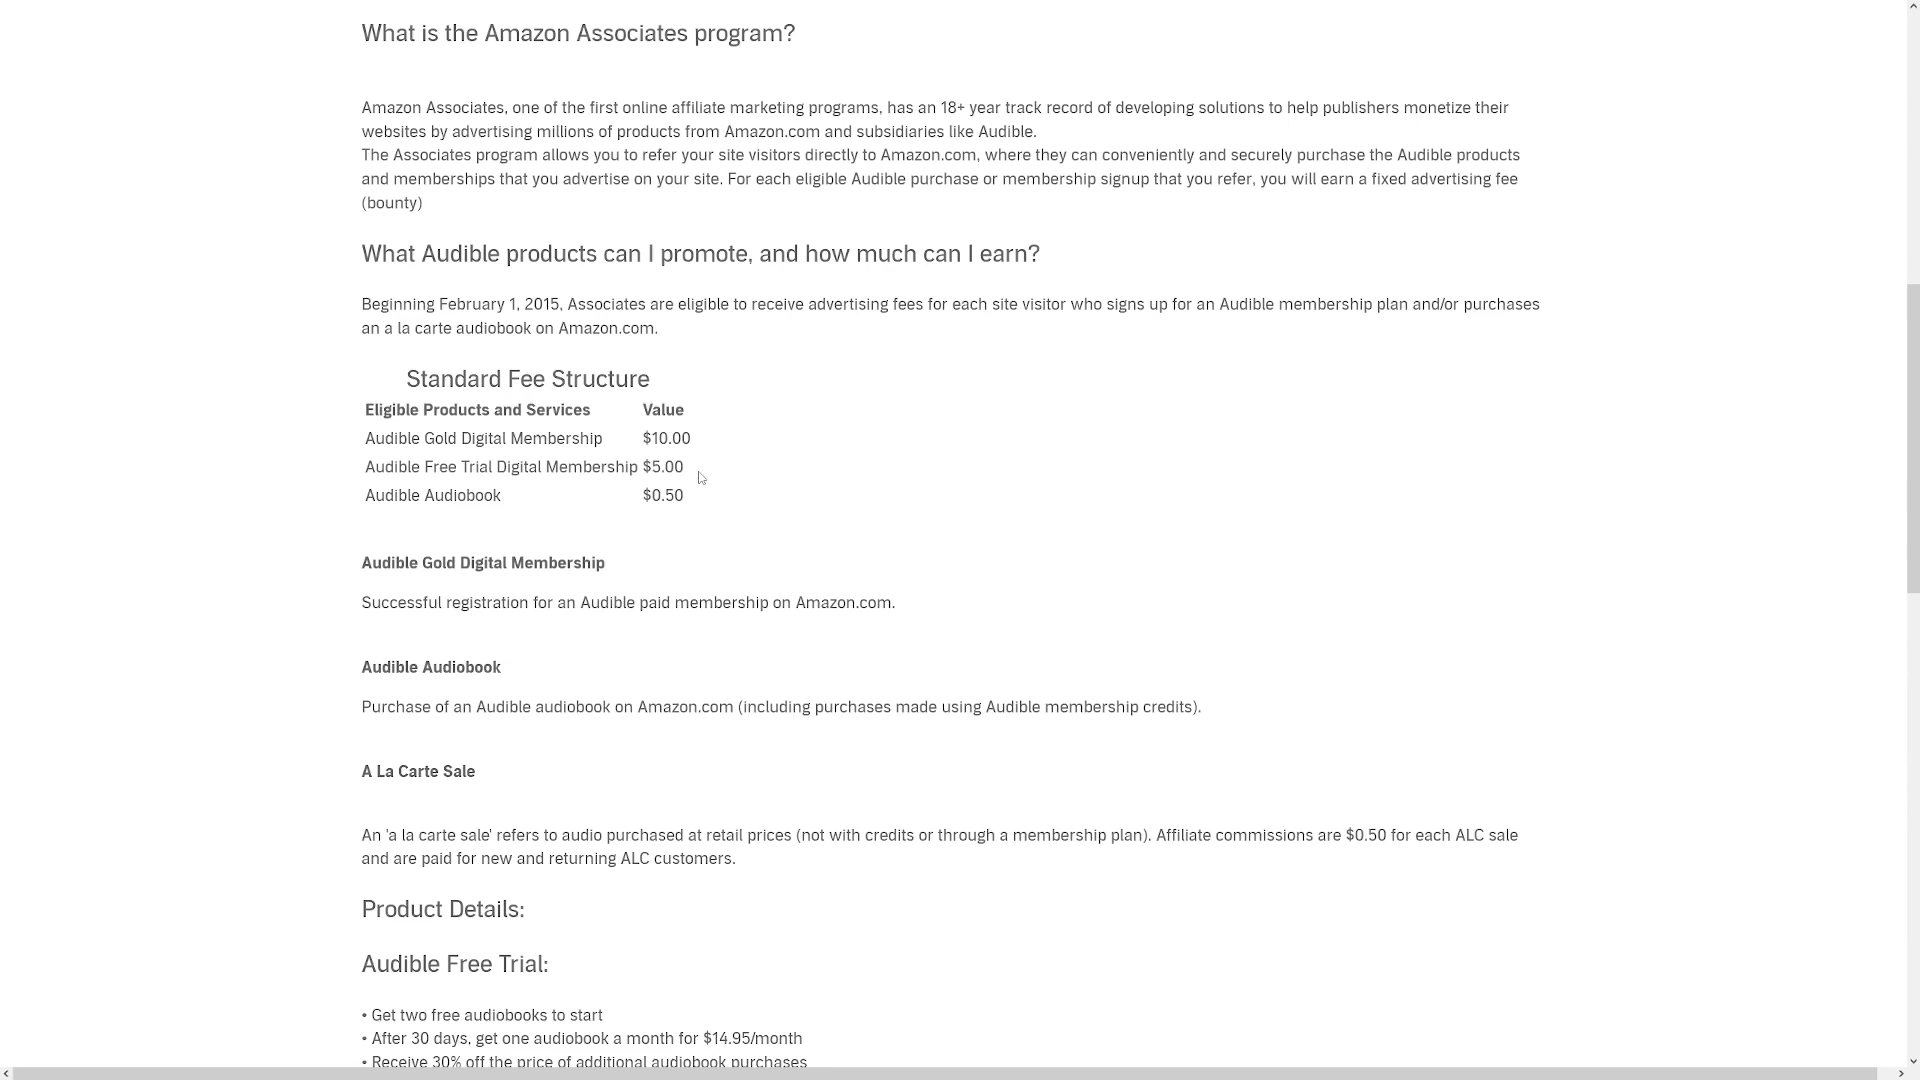 What is the Amazon Associates program?
Amazon Associates, one of the first online affiliate marketing programs, has an 18+ year track record of developing solutions to help publishers monetize their
websites by advertising millions of products from Amazon.com and subsidiaries like Audible.
The Associates program allows you to refer your site visitors directly to Amazon.com, where they can conveniently and securely purchase the Audible products
and memberships that you advertise on your site. For each eligible Audible purchase or membership signup that you refer, you will earn a fixed advertising fee
(bounty)
What Audible products can I promote, and how much can I earn?
Beginning February 1, 2015, Associates are eligible to receive advertising fees for each site visitor who signs up for an Audible membership plan and/or purchases
an a la carte audiobook on Amazon.com.
Standard Fee Structure
Eligible Products and Services Value
Audible Gold Digital Membership $10.00
Audible Free Trial Digital Membership $5.00
Audible Audiobook $0.50
Audible Gold Digital Membership
Successful registration for an Audible paid membership on Amazon.com.
Audible Audiobook
Purchase of an Audible audiobook on Amazon.com (including purchases made using Audible membership credits).
A La Carte Sale
An 'a la carte sale' refers to audio purchased at retail prices (not with credits or through a membership plan). Affiliate commissions are $0.50 for each ALC sale
and are paid for new and returning ALC customers.
Product Details:
Audible Free Trial:
• Get two free audiobooks to start
• After 30 days, get one audiobook a month for $14.95/month
• Receive 30% off the price of additional audiobook purchases